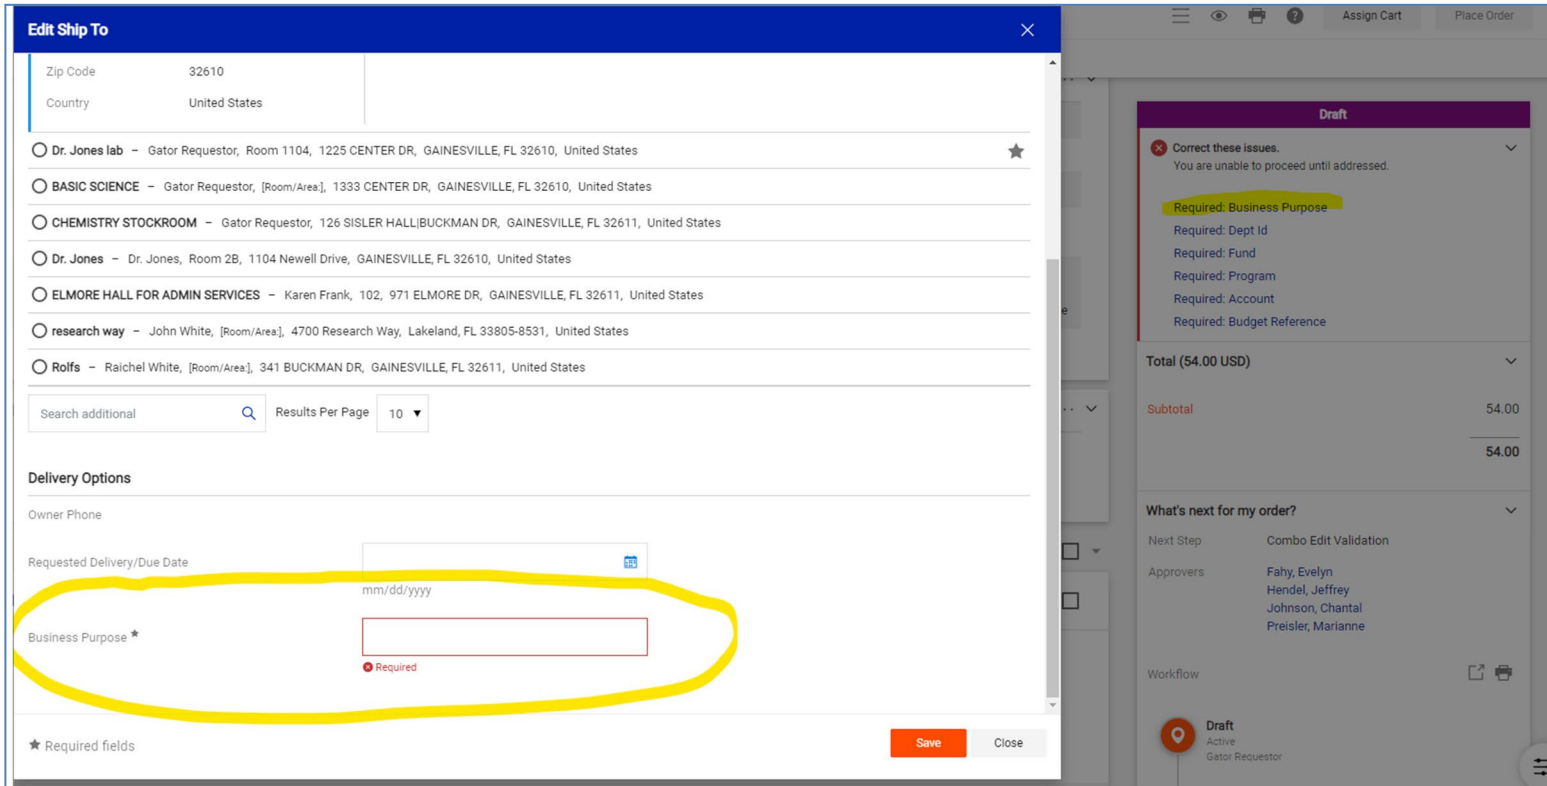 Edit Ship To
Zip Code 32610
Country United States
Dr. Jones lab – Gator Requestor, Room 1104, 1225 CENTER DR, GAINESVILLE, FL 32610, United States
BASIC SCIENCE – Gator Requestor, [Room/Area:], 1333 CENTER DR, GAINESVILLE, FL 32610, United States
CHEMISTRY STOCKROOM – Gator Requestor, 126 SISLER HALL|BUCKMAN DR, GAINESVILLE, FL 32611, United States
Dr. Jones – Dr. Jones, Room 2B, 1104 Newell Drive, GAINESVILLE, FL 32610, United States
ELMORE HALL FOR ADMIN SERVICES – Karen Frank, 102, 971 ELMORE DR, GAINESVILLE, FL 32611, United States
research way – John White, [Room/Area:], 4700 Research Way, Lakeland, FL 33805-8531, United States
Rolfs – Raichel White, [Room/Area:], 341 BUCKMAN DR, GAINESVILLE, FL 32611, United States
Search additional Results Per Page 10
Delivery Options
Owner Phone
Requested Delivery/Due Date
mm/dd/yyyy
Business Purpose ★
Required
★ Required fields
Save Close
Assign Cart Place Order
e
Draft
Correct these issues.
You are unable to proceed until addressed.
Required: Business Purpose
Required: Dept Id
Required: Fund
Required: Program
Required: Account
Required: Budget Reference
Total (54.00 USD)
Subtotal 54.00
54.00
What's next for my order?
Next Step Combo Edit Validation
Approvers Fahy, Evelyn
Hendel, Jeffrey
Johnson, Chantal
Preisler, Marianne
Workflow
Draft
Active
Gator Requestor